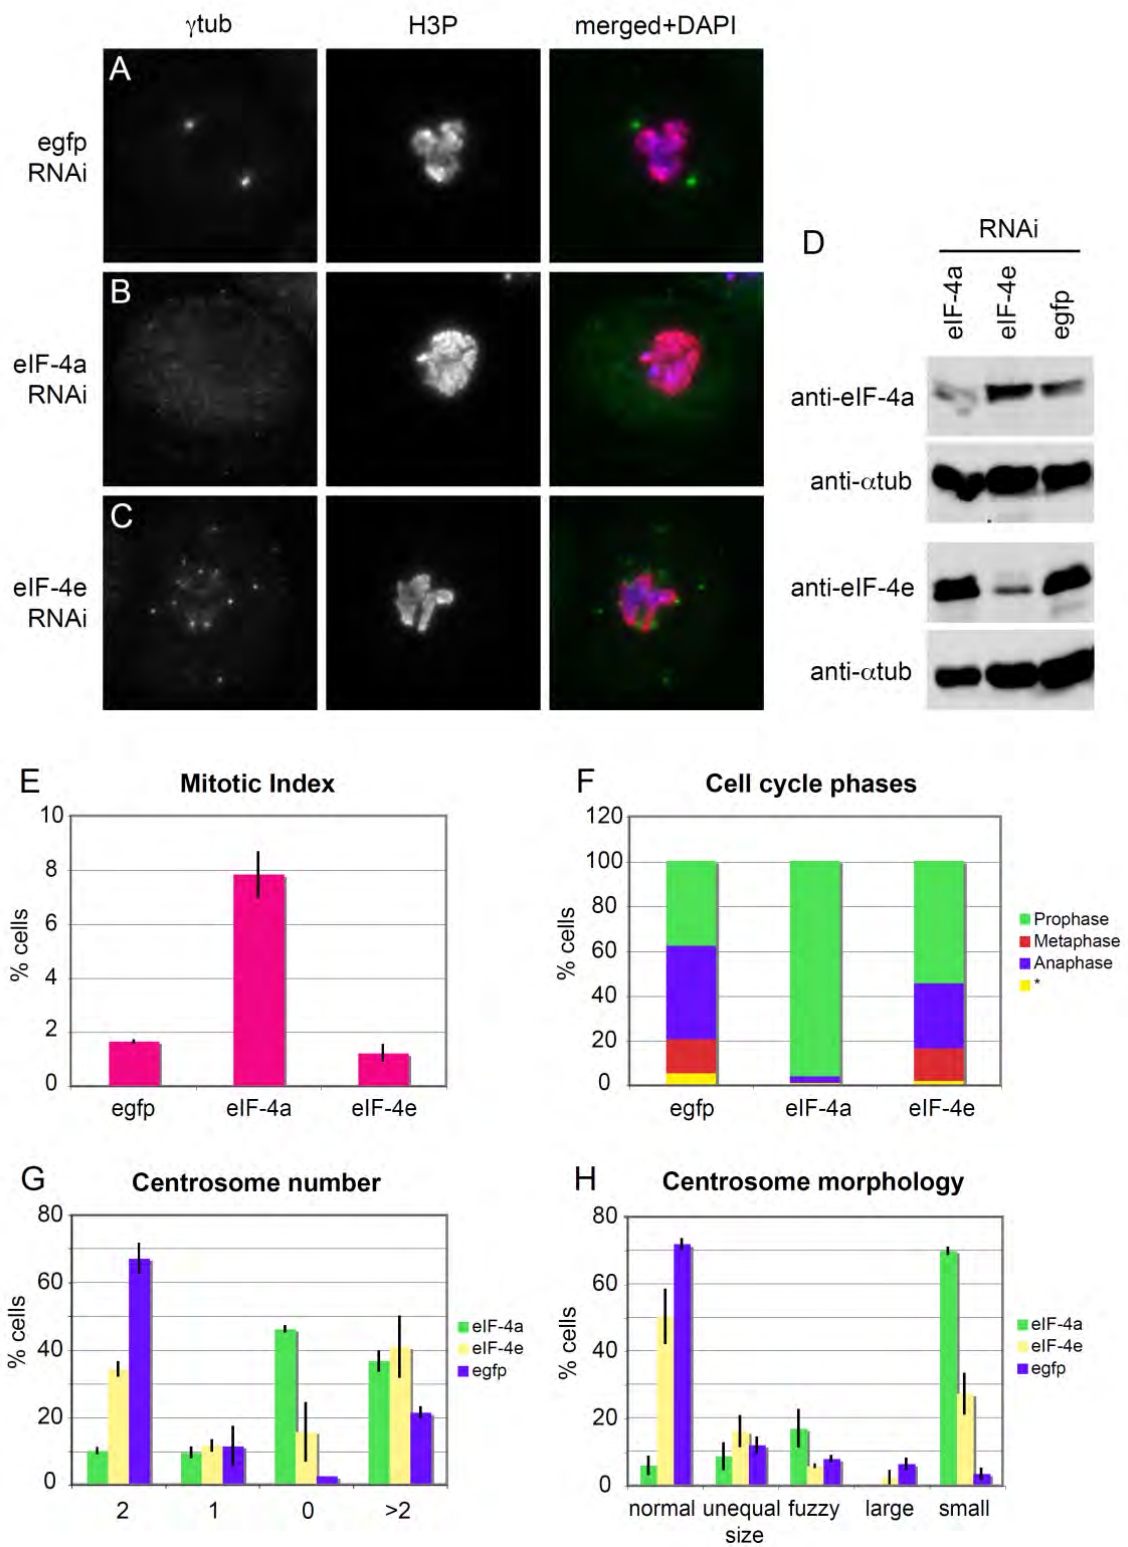 γtub H3P merged+DAPI
A
egfp
RNAi
B
eIF-4a
RNAi
C
eIF-4e
RNAi
D
RNAi
eIF-4a eIF-4e egfp
anti-eIF-4a
anti-αtub
anti-eIF-4e
anti-αtub
E
Mitotic Index
10
8
6
4
2
0
% cells
egfp eIF-4a eIF-4e
F
Cell cycle phases
120
100
80
60
40
20
0
% cells
egfp eIF-4a eIF-4e
Prophase
Metaphase
Anaphase
*
G
Centrosome number
80
60
40
20
0
% cells
2 1 0 >2
eIF-4a
eIF-4e
egfp
H
Centrosome morphology
80
60
40
20
0
% cells
normal unequal fuzzy large small
size
eIF-4a
eIF-4e
egfp